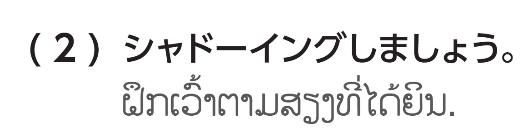 (2) シャドーイングしましょう。
ຝຶກເວົ້າຕາມສຽງທີ່ໄດ້ຍິນ.